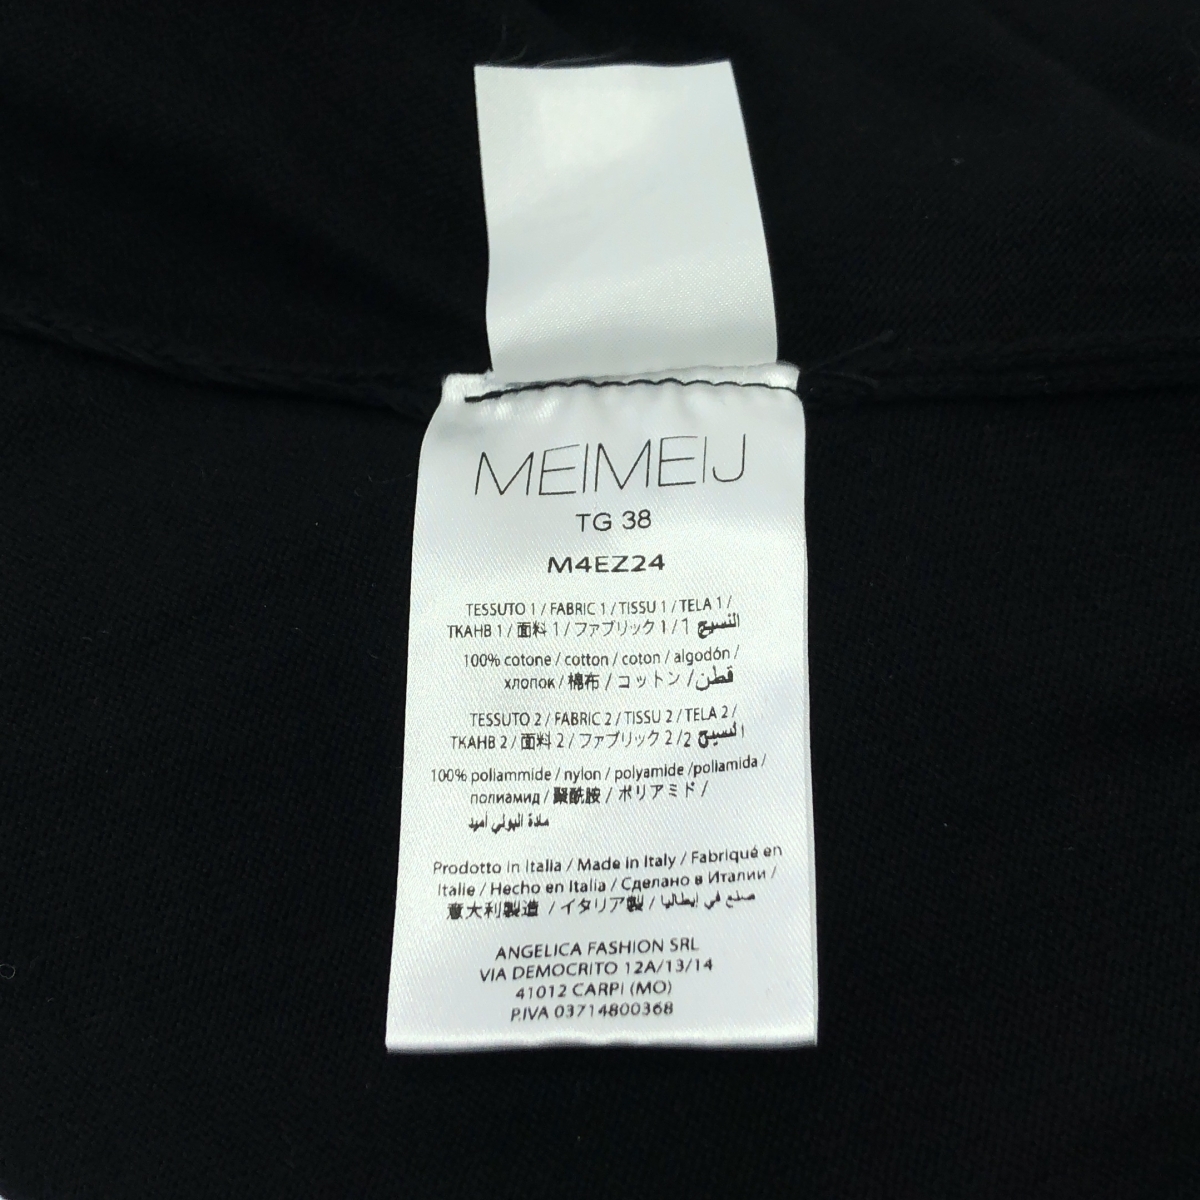 MEIMEIJ
TG 38
M4EZ24
TESSUTO 1 / FABRIC 1 / TISSU 1 / TELA 1 /
ТКАНВ 1 / 面料 1 / ファブリック 1 / 1 النسيج
100% cotone / cotton / coton / algodón /
хлопок / 棉布 / コットン / قطن
TESSUTO 2 / FABRIC 2 / TISSU 2 / TELA 2 /
ТКАНВ 2 / 面料 2 / ファブリック 2 / 2 النسيج
100% poliammide / nylon / polyamide /poliamida /
полиамид / 聚酰胺 / ポリアミド /
مادة البولي أميد
Prodotto in Italia / Made in Italy / Fabriqué en
Italie / Hecho en Italia / Сделано в Италии /
意大利製造 / イタリア製 / صنع في إيطاليا
ANGELICA FASHION SRL
VIA DEMOCRITO 12A/13/14
41012 CARPI (MO)
P.IVA 03714800368